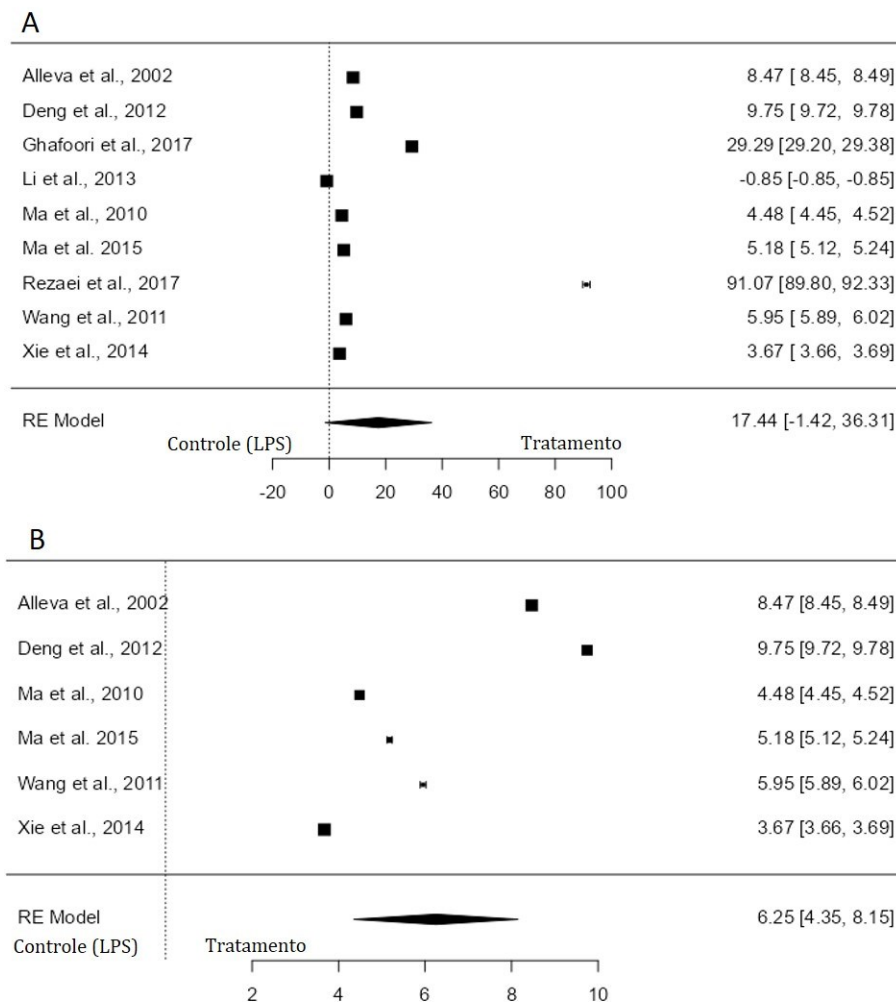 A
Alleva et al., 2002 8.47 [ 8.45, 8.49]
Deng et al., 2012 9.75 [ 9.72, 9.78]
Ghafoori et al., 2017 29.29 [29.20, 29.38]
Li et al., 2013 -0.85 [-0.85, -0.85]
Ma et al., 2010 4.48 [ 4.45, 4.52]
Ma et al. 2015 5.18 [ 5.12, 5.24]
Rezaei et al., 2017 91.07 [89.80, 92.33]
Wang et al., 2011 5.95 [ 5.89, 6.02]
Xie et al., 2014 3.67 [ 3.66, 3.69]
RE Model 17.44 [-1.42, 36.31]
Controle (LPS) Tratamento
-20 0 20 40 60 80 100
B
Alleva et al., 2002 8.47 [8.45, 8.49]
Deng et al., 2012 9.75 [9.72, 9.78]
Ma et al., 2010 4.48 [4.45, 4.52]
Ma et al. 2015 5.18 [5.12, 5.24]
Wang et al., 2011 5.95 [5.89, 6.02]
Xie et al., 2014 3.67 [3.66, 3.69]
RE Model 6.25 [4.35, 8.15]
Controle (LPS) Tratamento
2 4 6 8 10